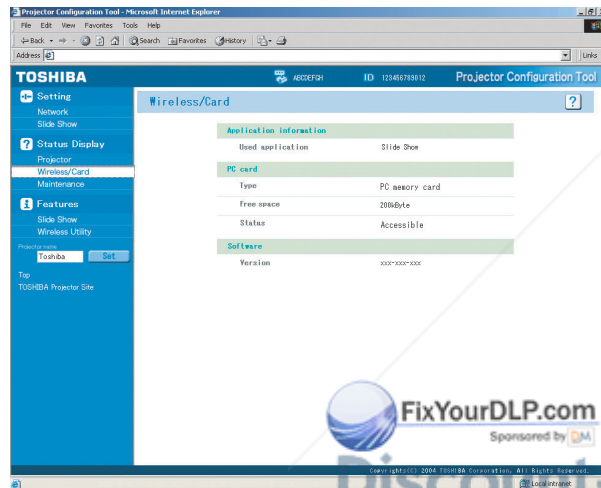 Projector Configuration Tool - Microsoft Internet Explorer
File Edit View Favorites Tools Help
Back Search Favorites History
Address Links
TOSHIBA ABCDEFGH ID 123456789012 Projector Configuration Tool
Setting
Network
Slide Show
Status Display
Projector
Wireless/Card
Maintenance
Features
Slide Show
Wireless Utility
Projector name
Toshiba Set
Top
TOSHIBA Projector Site
Wireless/Card ?
Application information
Used application Slide Show
PC card
Type PC memory card
Free space 200kByte
Status Accessible
Software
Version xxx-xxx-xxx
FixYourDLP.com
Sponsored by DM
Discount
Copyrights(C) 2004 TOSHIBA Corporation. All Rights Reserved.
Local intranet